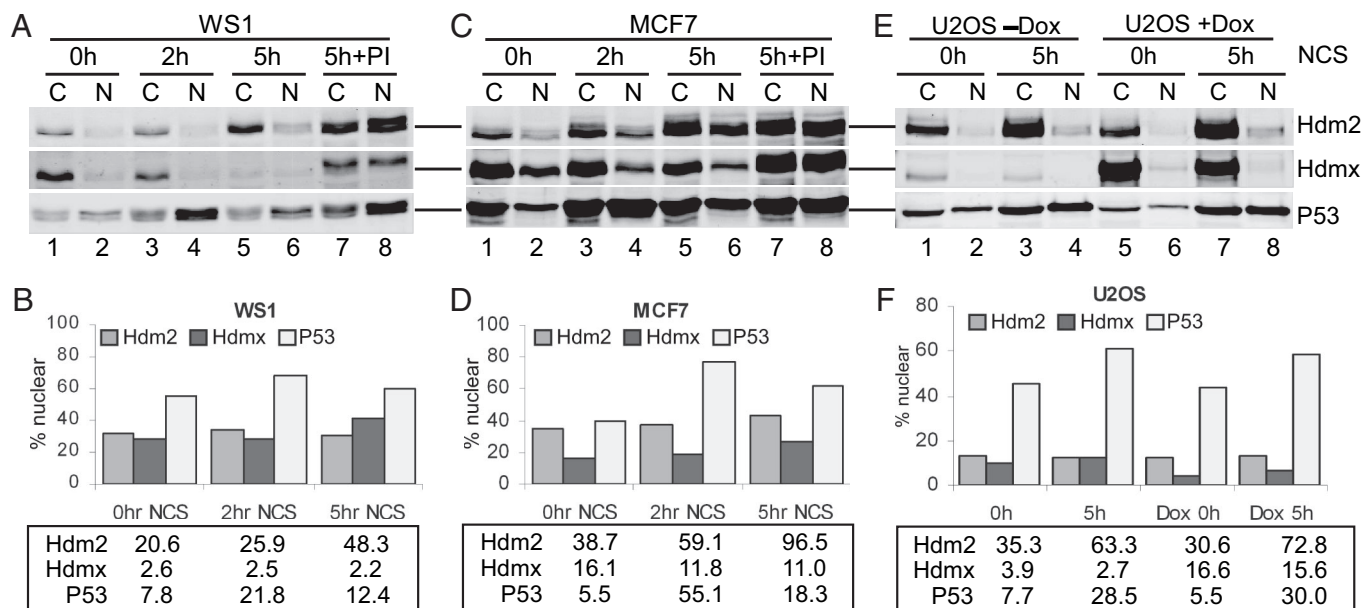 A
WS1
0h 2h 5h 5h+PI
C N C N C N C N
1 2 3 4 5 6 7 8
C
MCF7
0h 2h 5h 5h+PI
C N C N C N C N
1 2 3 4 5 6 7 8
E
U2OS –Dox U2OS +Dox
0h 5h 0h 5h NCS
C N C N C N C N
Hdm2
Hdmx
P53
1 2 3 4 5 6 7 8
B
WS1
Hdm2 Hdmx P53
% nuclear
100
80
60
40
20
0
0hr NCS 2hr NCS 5hr NCS
Hdm2 20.6 25.9 48.3
Hdmx 2.6 2.5 2.2
P53 7.8 21.8 12.4
D
MCF7
Hdm2 Hdmx P53
% nuclear
100
80
60
40
20
0
0hr NCS 2hr NCS 5hr NCS
Hdm2 38.7 59.1 96.5
Hdmx 16.1 11.8 11.0
P53 5.5 55.1 18.3
F
U2OS
Hdm2 Hdmx P53
% nuclear
80
60
40
20
0
0h 5h Dox 0h Dox 5h
Hdm2 35.3 63.3 30.6 72.8
Hdmx 3.9 2.7 16.6 15.6
P53 7.7 28.5 5.5 30.0